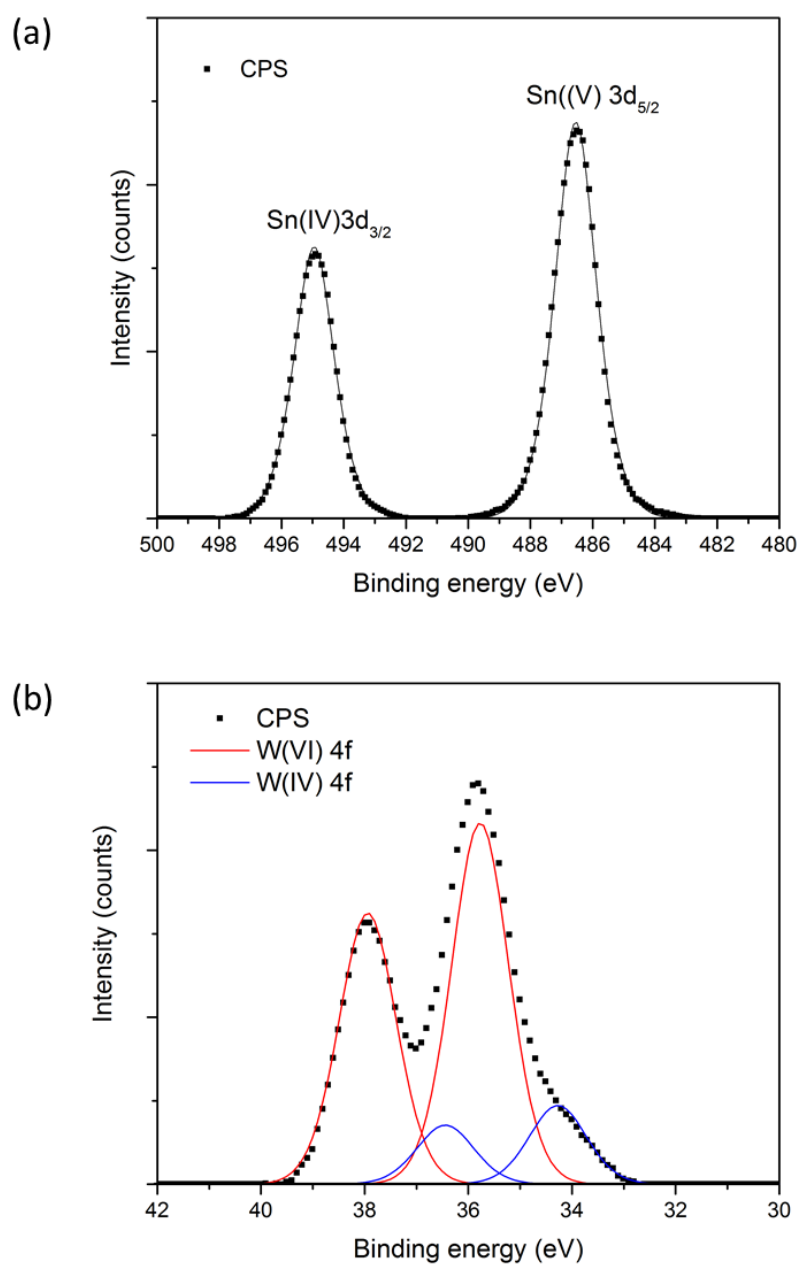 (a)
CPS
Sn((V) 3d5/2
Sn(IV)3d3/2
Intensity (counts)
500 498 496 494 492 490 488 486 484 482 480
Binding energy (eV)
(b)
CPS
W(VI) 4f
W(IV) 4f
Intensity (counts)
42 40 38 36 34 32 30
Binding energy (eV)